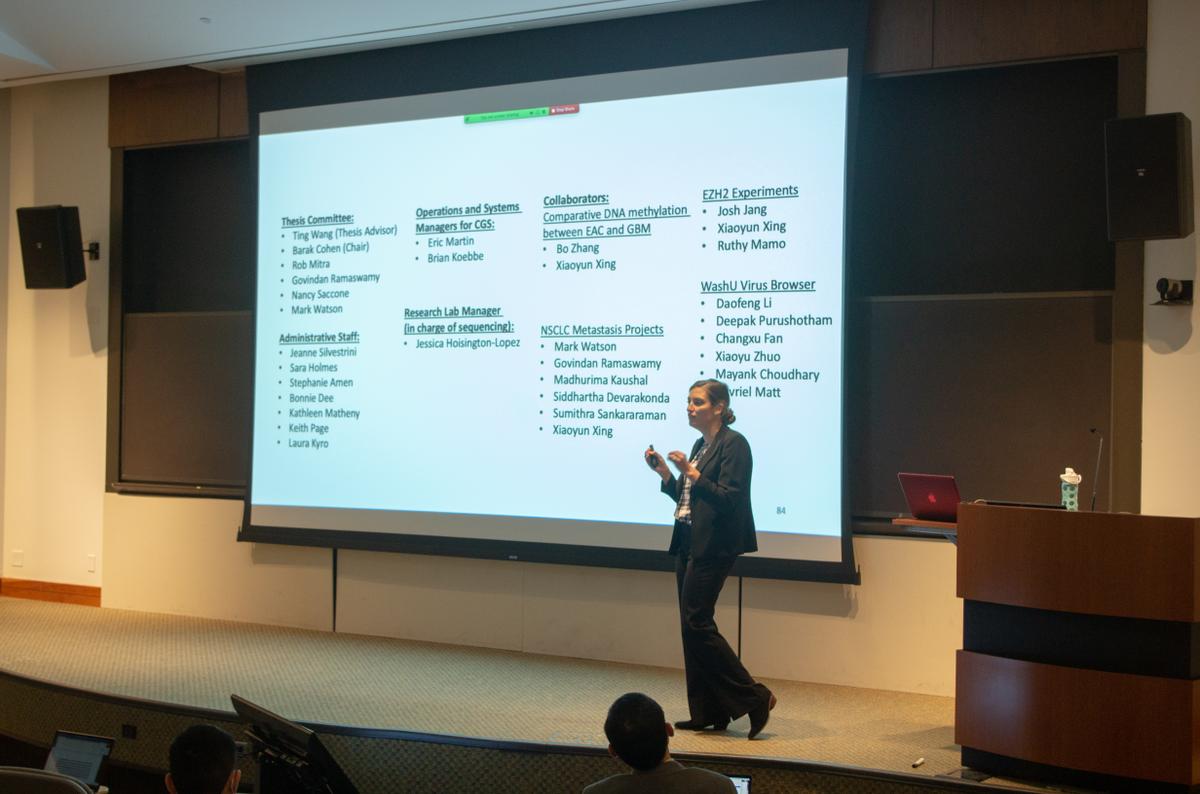 Stop Share
Thesis Committee:
• Ting Wang (Thesis Advisor)
• Barak Cohen (Chair)
• Rob Mitra
• Govindan Ramaswamy
• Nancy Saccone
• Mark Watson
Administrative Staff:
• Jeanne Silvestrini
• Sara Holmes
• Stephanie Amen
• Bonnie Dee
• Kathleen Matheny
• Keith Page
• Laura Kyro
Operations and Systems
Managers for CGS:
• Eric Martin
• Brian Koebbe
Research Lab Manager
(in charge of sequencing):
• Jessica Hoisington-Lopez
Collaborators:
Comparative DNA methylation
between EAC and GBM
• Bo Zhang
• Xiaoyun Xing
NSCLC Metastasis Projects
• Mark Watson
• Govindan Ramaswamy
• Madhurima Kaushal
• Siddhartha Devarakonda
• Sumithra Sankararaman
• Xiaoyun Xing
EZH2 Experiments
• Josh Jang
• Xiaoyun Xing
• Ruthy Mamo
WashU Virus Browser
• Daofeng Li
• Deepak Purushotham
• Changxu Fan
• Xiaoyu Zhuo
• Mayank Choudhary
Matt
84